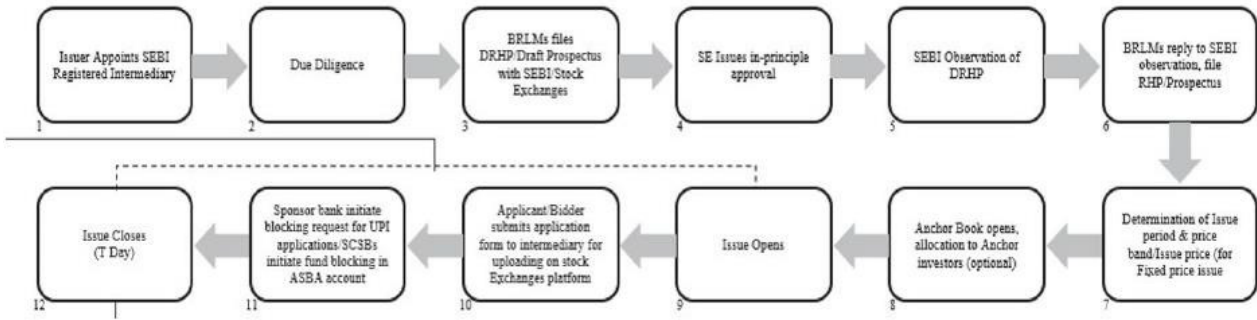 Issuer Appoints SEBI
Registered Intermediary
1
Due Diligence
2
BRLMs files
DRHP/Draft Prospectus
with SEBI/Stock
Exchanges
3
SE Issues in-principle
approval
4
SEBI Observation of
DRHP
5
BRLMs reply to SEBI
observation, file
RHP/Prospectus
6
Determination of Issue
period & price
band/Issue price (for
Fixed price issue
7
Anchor Book opens,
allocation to Anchor
investors (optional)
8
Issue Opens
9
Applicant/Bidder
submits application
form to intermediary for
uploading on stock
Exchanges platform
10
Sponsor bank initiate
blocking request for UPI
applications/SCSBs
initiate fund blocking in
ASBA account
11
Issue Closes
(T Day)
12